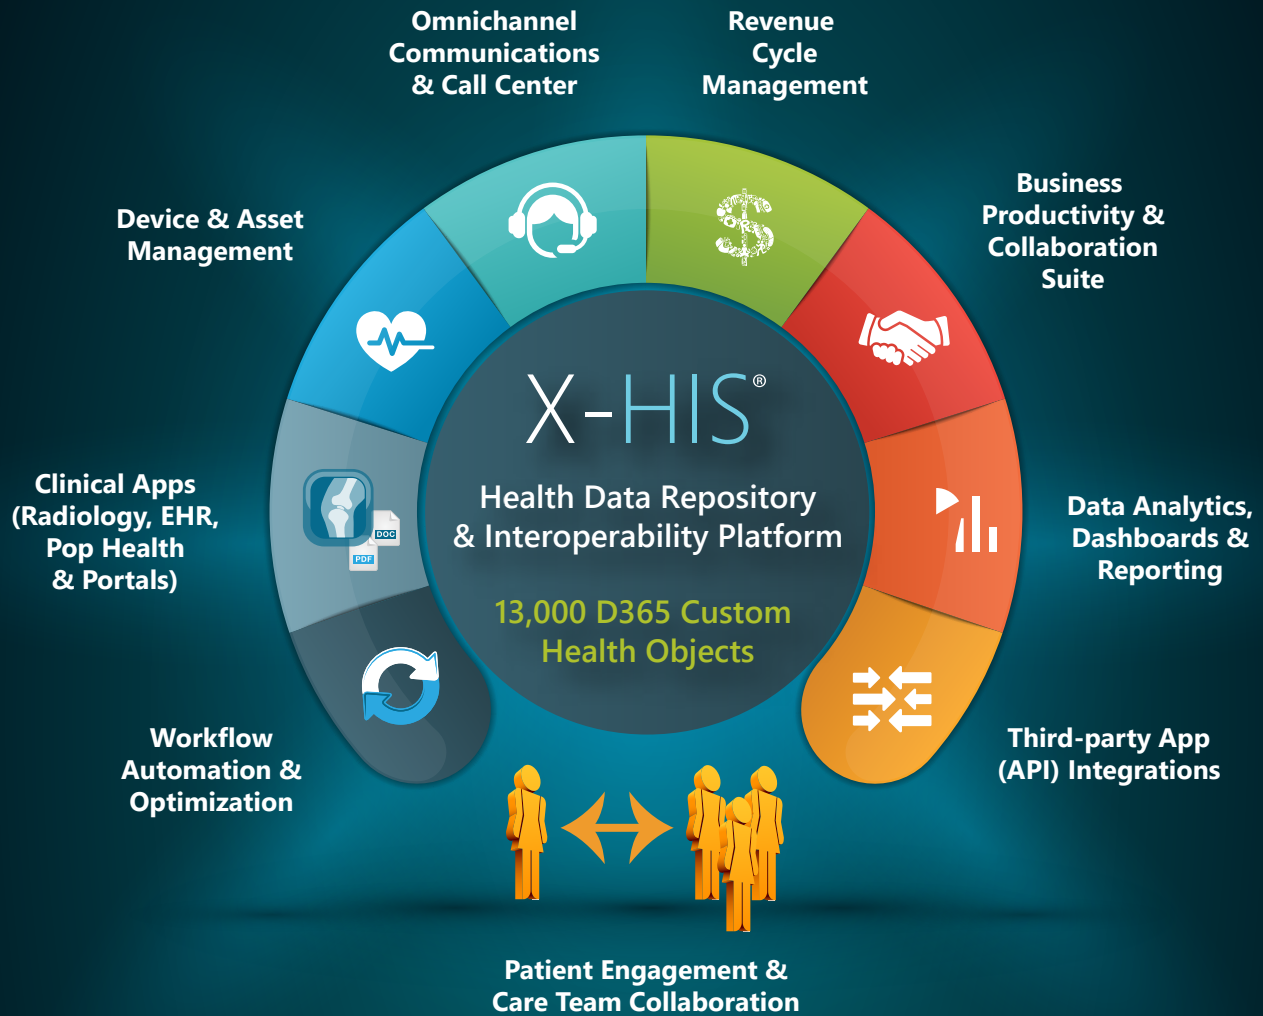 Omnichannel
Communications
& Call Center
Revenue
Cycle
Management
Business
Productivity &
Collaboration
Suite
Device & Asset
Management
X-HIS®
Health Data Repository
& Interoperability Platform
13,000 D365 Custom
Health Objects
Clinical Apps
(Radiology, EHR,
Pop Health
& Portals)
DOC
PDF
Data Analytics,
Dashboards &
Reporting
Workflow
Automation &
Optimization
Third-party App
(API) Integrations
Patient Engagement &
Care Team Collaboration